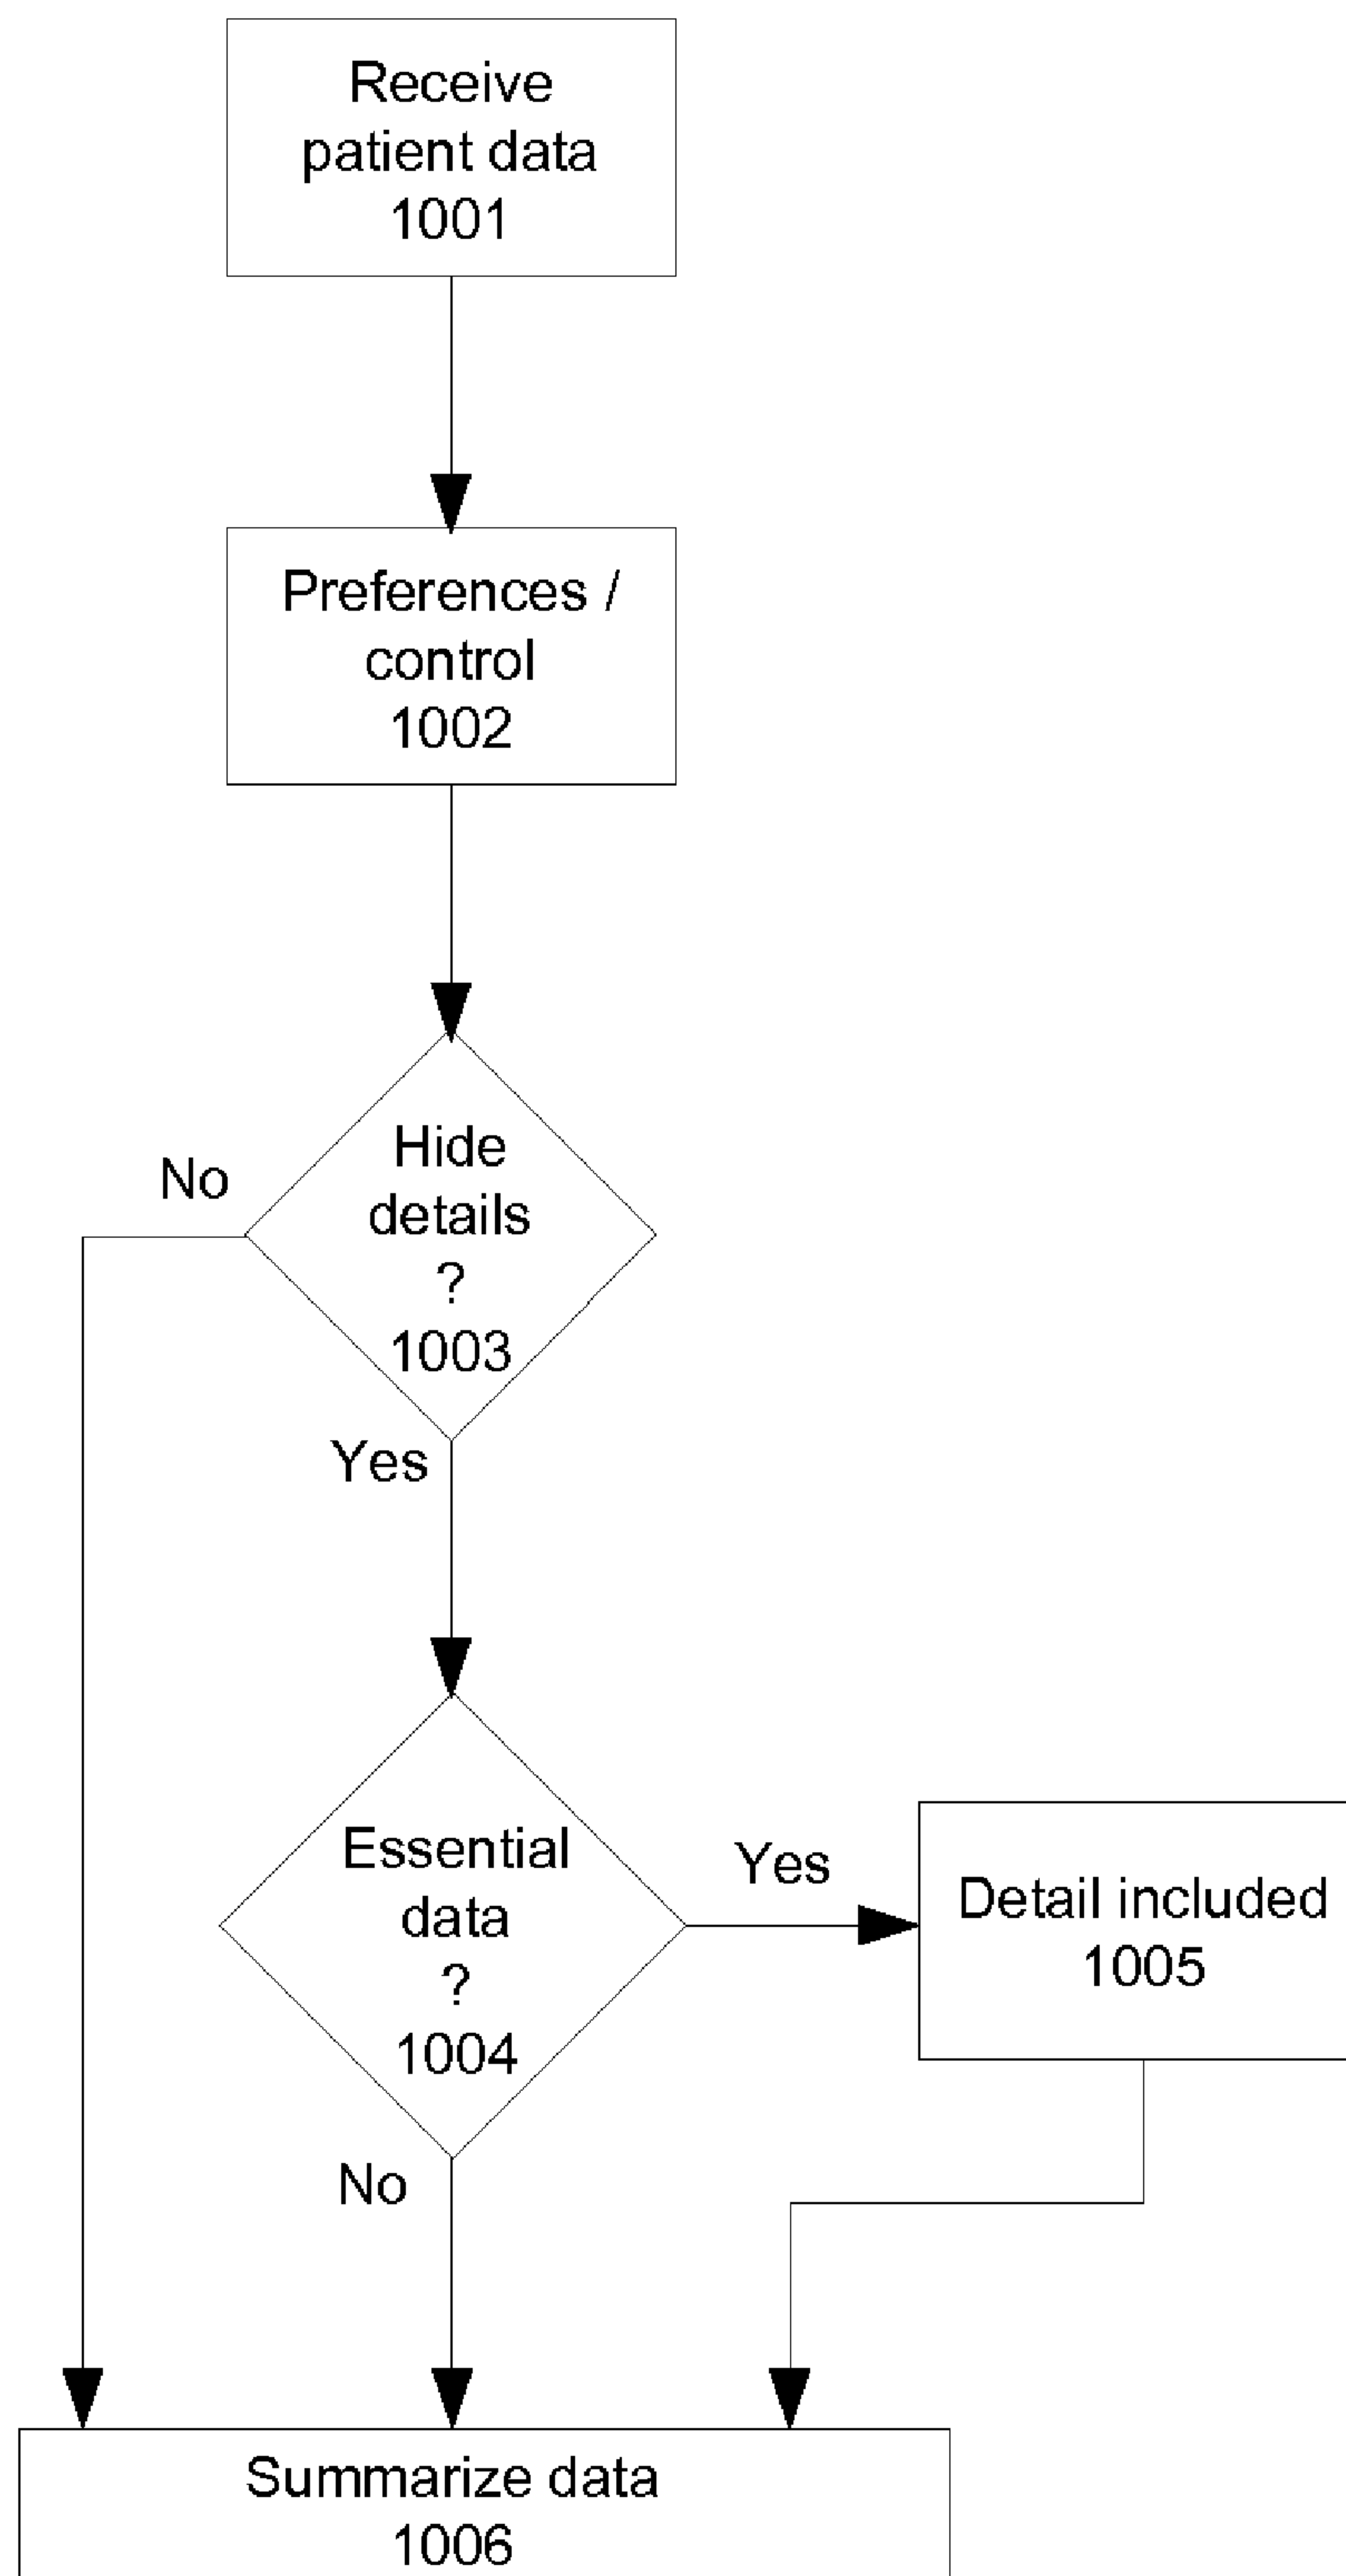 Receive
patient data
1001
Preferences /
control
1002
Hide
details
?
1003
No
Yes
Essential
data
?
1004
Yes
Detail included
1005
No
Summarize data
1006